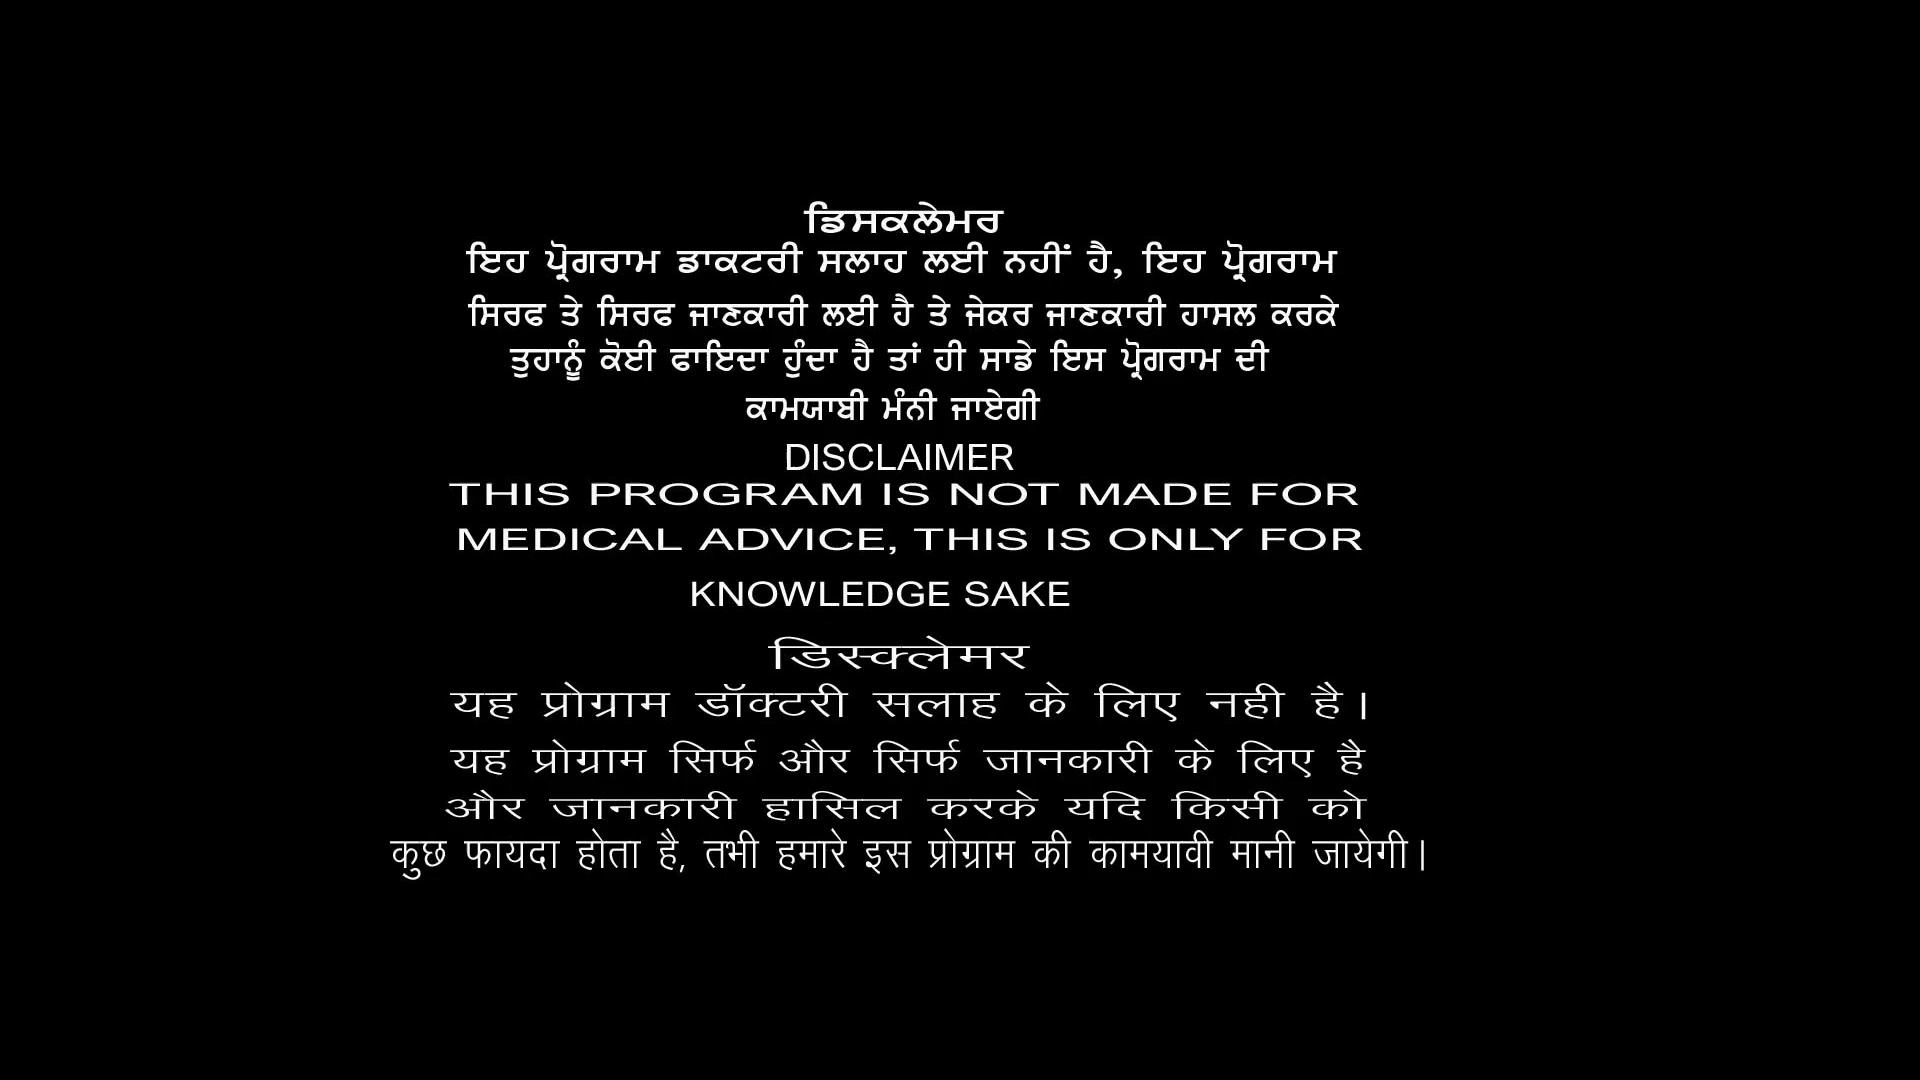 ਡਿਸਕਲੇਮਰ
ਇਹ ਪ੍ਰੋਗਰਾਮ ਡਾਕਟਰੀ ਸਲਾਹ ਲਈ ਨਹੀਂ ਹੈ, ਇਹ ਪ੍ਰੋਗਰਾਮ
ਸਿਰਫ ਤੇ ਸਿਰਫ ਜਾਣਕਾਰੀ ਲਈ ਹੈ ਤੇ ਜੇਕਰ ਜਾਣਕਾਰੀ ਹਾਸਲ ਕਰਕੇ
ਤੁਹਾਨੂੰ ਕੋਈ ਫਾਇਦਾ ਹੁੰਦਾ ਹੈ ਤਾਂ ਹੀ ਸਾਡੇ ਇਸ ਪ੍ਰੋਗਰਾਮ ਦੀ
ਕਾਮਯਾਬੀ ਮੰਨੀ ਜਾਏਗੀ
DISCLAIMER
THIS PROGRAM IS NOT MADE FOR
MEDICAL ADVICE, THIS IS ONLY FOR
KNOWLEDGE SAKE
डिस्क्लेमर
यह प्रोग्राम डॉक्टरी सलाह के लिए नही है।
यह प्रोग्राम सिर्फ और सिर्फ जानकारी के लिए है
और जानकारी हासिल करके यदि किसी को
कुछ फायदा होता है, तभी हमारे इस प्रोग्राम की कामयावी मानी जायेगी।